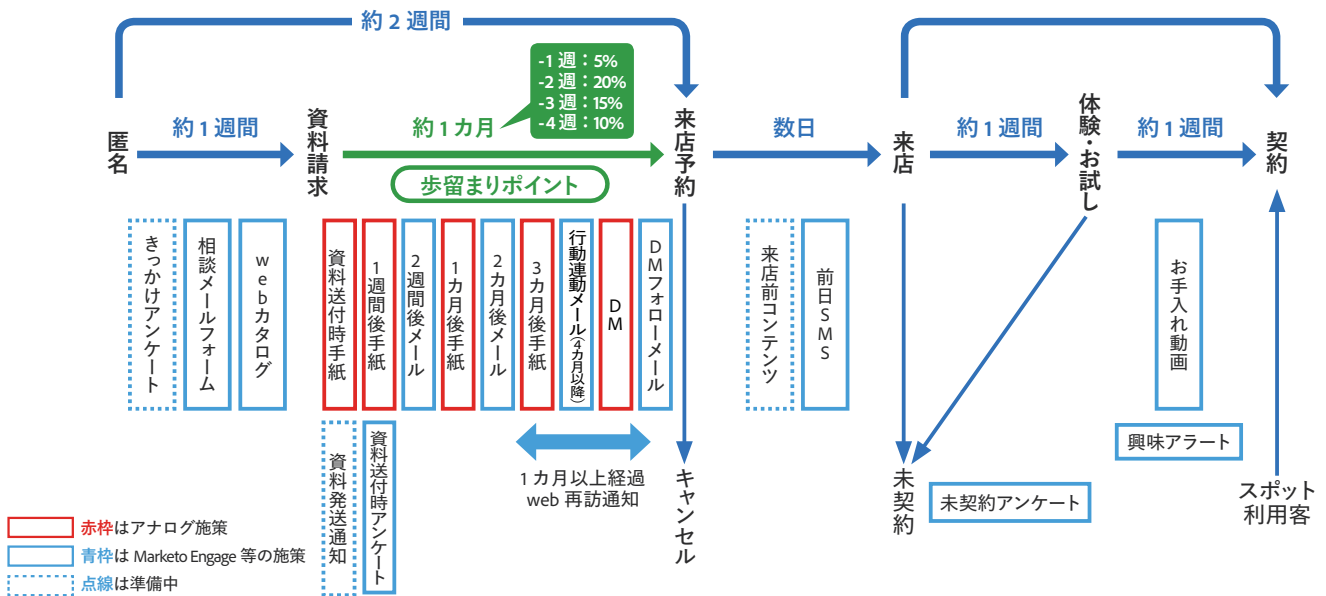 約2週間
-1週：5%
-2週：20%
-3週：15%
-4週：10%
匿名
約1週間
資料請求
約1カ月
歩留まりポイント
来店予約
数日
来店
約1週間
体験・お試し
約1週間
契約
きっかけアンケート
相談メールフォーム
webカタログ
資料送付時手紙
1週間後手紙
2週間後メール
1カ月後手紙
2カ月後メール
3カ月後手紙
行動連動メール（4カ月以降）
DM
DMフォローメール
来店前コンテンツ
前日SMS
お手入れ動画
資料発送通知
資料送付時アンケート
1カ月以上経過
web再訪通知
キャンセル
未契約
未契約アンケート
興味アラート
スポット
利用客
赤枠はアナログ施策
青枠は Marketo Engage 等の施策
点線は準備中